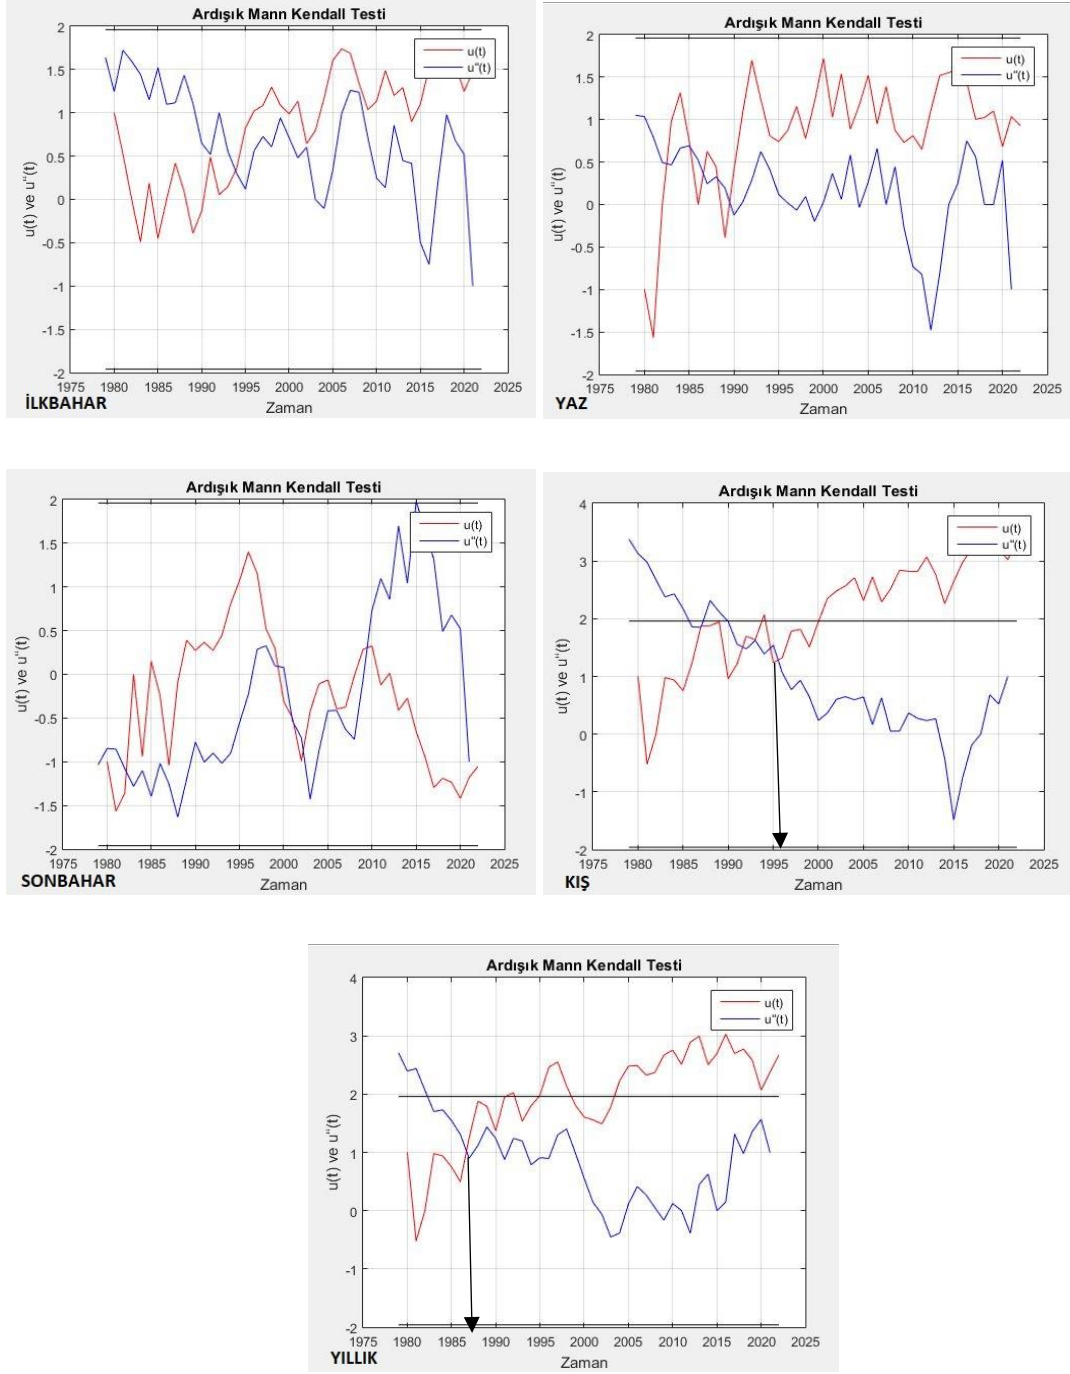 Ardışık Mann Kendall Testi
u(t)
u"(t)
u(t) ve u"(t)
2
1.5
1
0.5
0
-0.5
-1
-1.5
-2
1975 1980 1985 1990 1995 2000 2005 2010 2015 2020 2025
Zaman
İLKBAHAR
Ardışık Mann Kendall Testi
u(t)
u"(t)
u(t) ve u"(t)
2
1.5
1
0.5
0
-0.5
-1
-1.5
-2
1975 1980 1985 1990 1995 2000 2005 2010 2015 2020 2025
Zaman
YAZ
Ardışık Mann Kendall Testi
u(t)
u"(t)
u(t) ve u"(t)
2
1.5
1
0.5
0
-0.5
-1
-1.5
-2
1975 1980 1985 1990 1995 2000 2005 2010 2015 2020 2025
Zaman
SONBAHAR
Ardışık Mann Kendall Testi
u(t)
u"(t)
u(t) ve u"(t)
4
3
2
1
0
-1
-2
1975 1980 1985 1990 1995 2000 2005 2010 2015 2020 2025
Zaman
KIŞ
Ardışık Mann Kendall Testi
u(t)
u"(t)
u(t) ve u"(t)
4
3
2
1
0
-1
-2
1975 1980 1985 1990 1995 2000 2005 2010 2015 2020 2025
Zaman
YILLIK